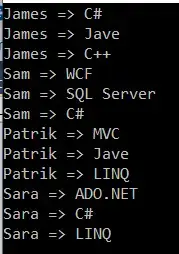 James => C#
James => Jave
James => C++
Sam => WCF
Sam => SQL Server
Sam => C#
Patrik => MVC
Patrik => Jave
Patrik => LINQ
Sara => ADO.NET
Sara => C#
Sara => LINQ